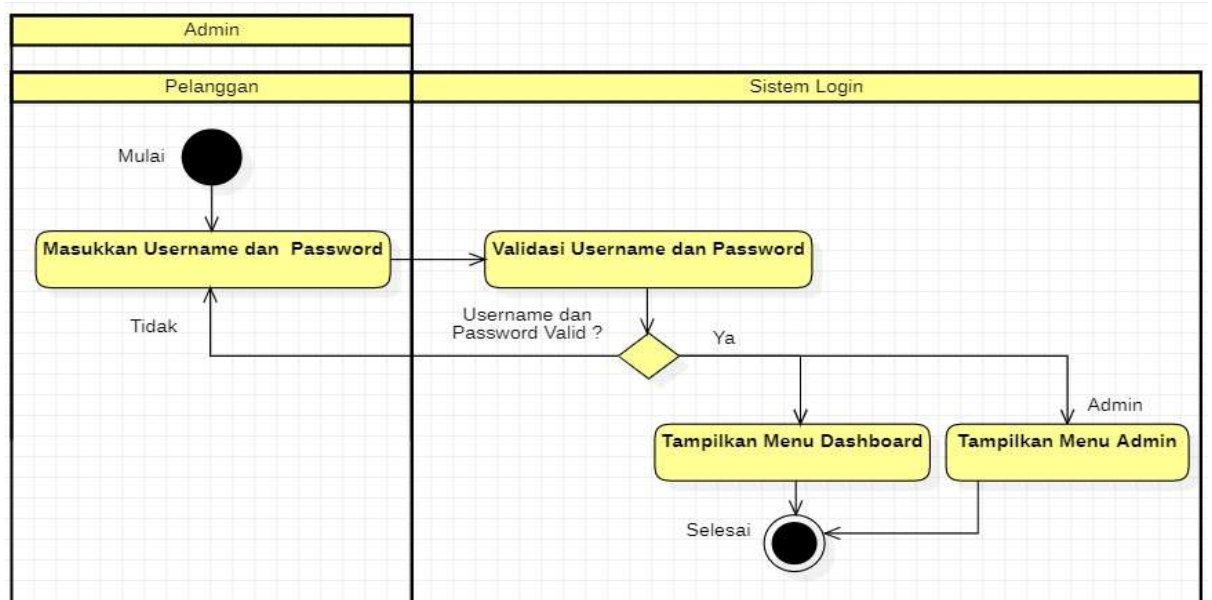 Admin
Pelanggan
Sistem Login
Mulai
Masukkan Username dan  Password
Validasi Username dan Password
Username dan
Password Valid ?
Tidak
Ya
Admin
Tampilkan Menu Dashboard
Tampilkan Menu Admin
Selesai